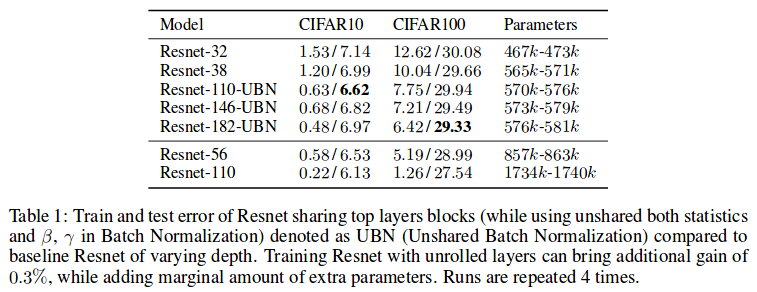 Model CIFAR10 CIFAR100 Parameters
Resnet-32 1.53/7.14 12.62/30.08 467k-473k
Resnet-38 1.20/6.99 10.04/29.66 565k-571k
Resnet-110-UBN 0.63/6.62 7.75/29.94 570k-576k
Resnet-146-UBN 0.68/6.82 7.21/29.49 573k-579k
Resnet-182-UBN 0.48/6.97 6.42/29.33 576k-581k
Resnet-56 0.58/6.53 5.19/28.99 857k-863k
Resnet-110 0.22/6.13 1.26/27.54 1734k-1740k
Table 1: Train and test error of Resnet sharing top layers blocks (while using unshared both statistics
and β, γ in Batch Normalization) denoted as UBN (Unshared Batch Normalization) compared to
baseline Resnet of varying depth. Training Resnet with unrolled layers can bring additional gain of
0.3%, while adding marginal amount of extra parameters. Runs are repeated 4 times.